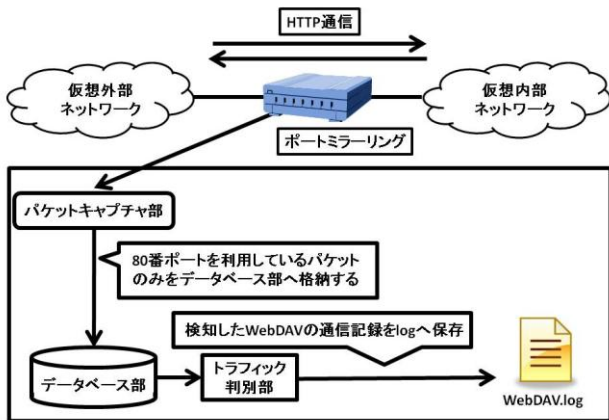 HTTP通信
仮想外部
ネットワーク
仮想内部
ネットワーク
ポートミラーリング
パケットキャプチャ部
80番ポートを利用しているパケット
のみをデータベース部へ格納する
検知したWebDAVの通信記録をlogへ保存
データベース部
トラフィック
判別部
WebDAV.log